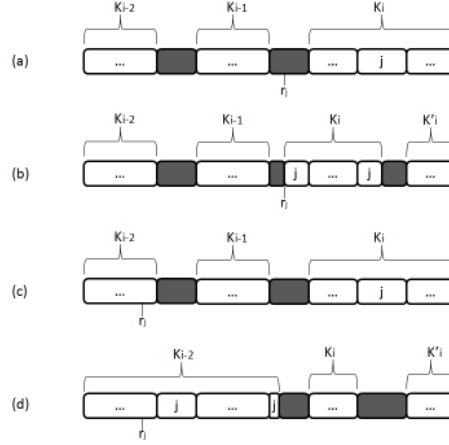 Ki-2 Ki-1 Ki
(a) ... ... ... j ...
rj
Ki-2 Ki-1 Ki K'i
(b) ... ... j ... j ...
rj
Ki-2 Ki-1 Ki
(c) ... ... ... j ...
rj
Ki-2 Ki K'i
(d) ... j ... j ... ...
rj